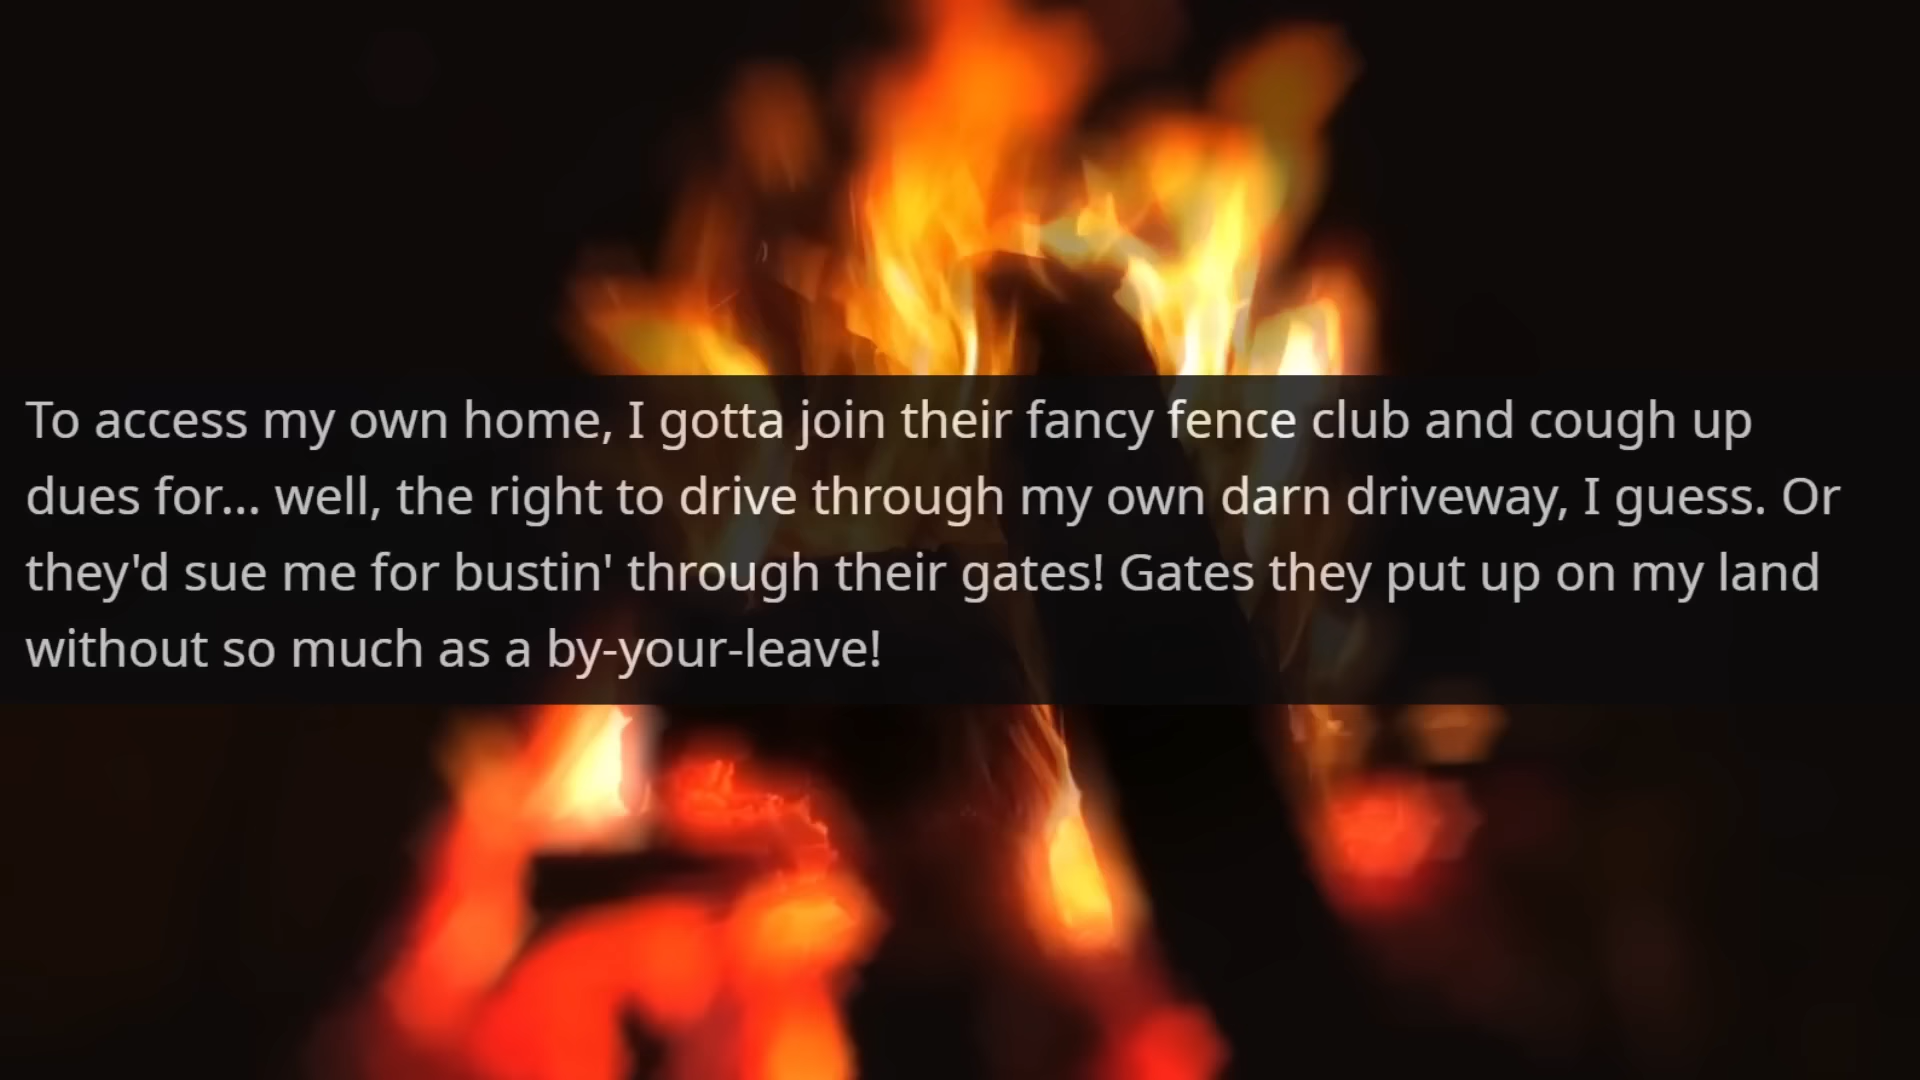 To access my own home, I gotta join their fancy fence club and cough up
dues for... well, the right to drive through my own darn driveway, I guess. Or
they'd sue me for bustin' through their gates! Gates they put up on my land
without so much as a by-your-leave!